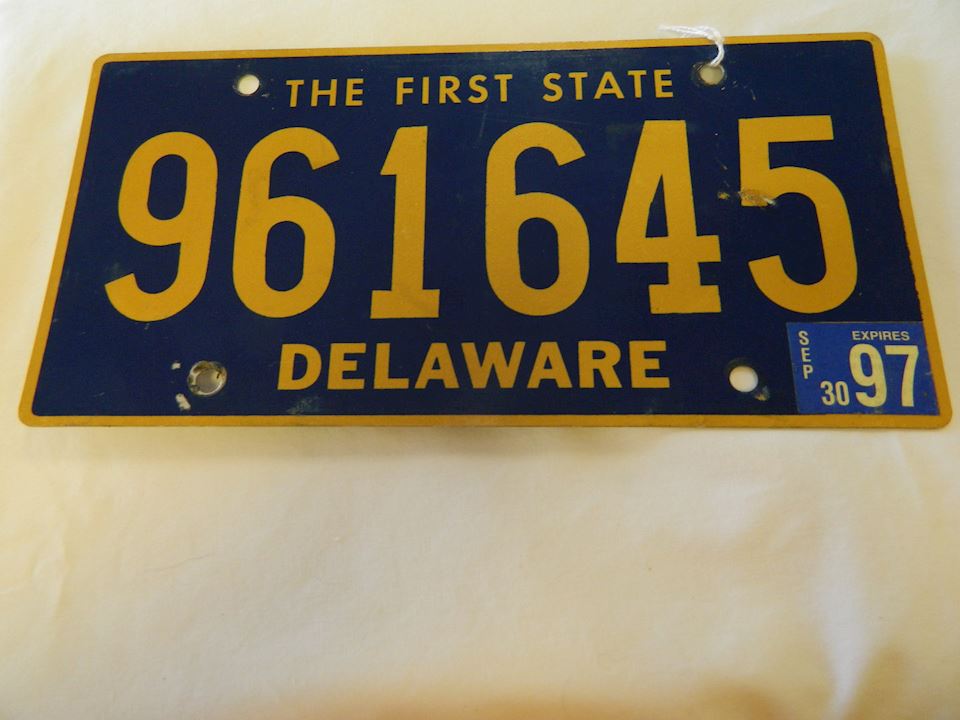 THE FIRST STATE
961645
DELAWARE
SEP
EXPIRES
30 97